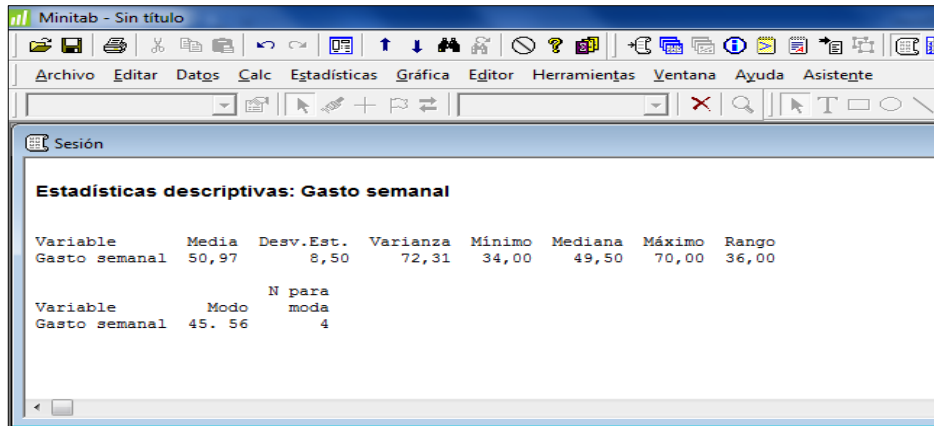 Minitab - Sin título
Archivo Editar Datos Calc Estadísticas Gráfica Editor Herramientas Ventana Ayuda Asistente
Sesión
Estadísticas descriptivas: Gasto semanal
Variable Media Desv.Est. Varianza Mínimo Mediana Máximo Rango
Gasto semanal 50,97 8,50 72,31 34,00 49,50 70,00 36,00
N para
Variable Modo moda
Gasto semanal 45. 56 4